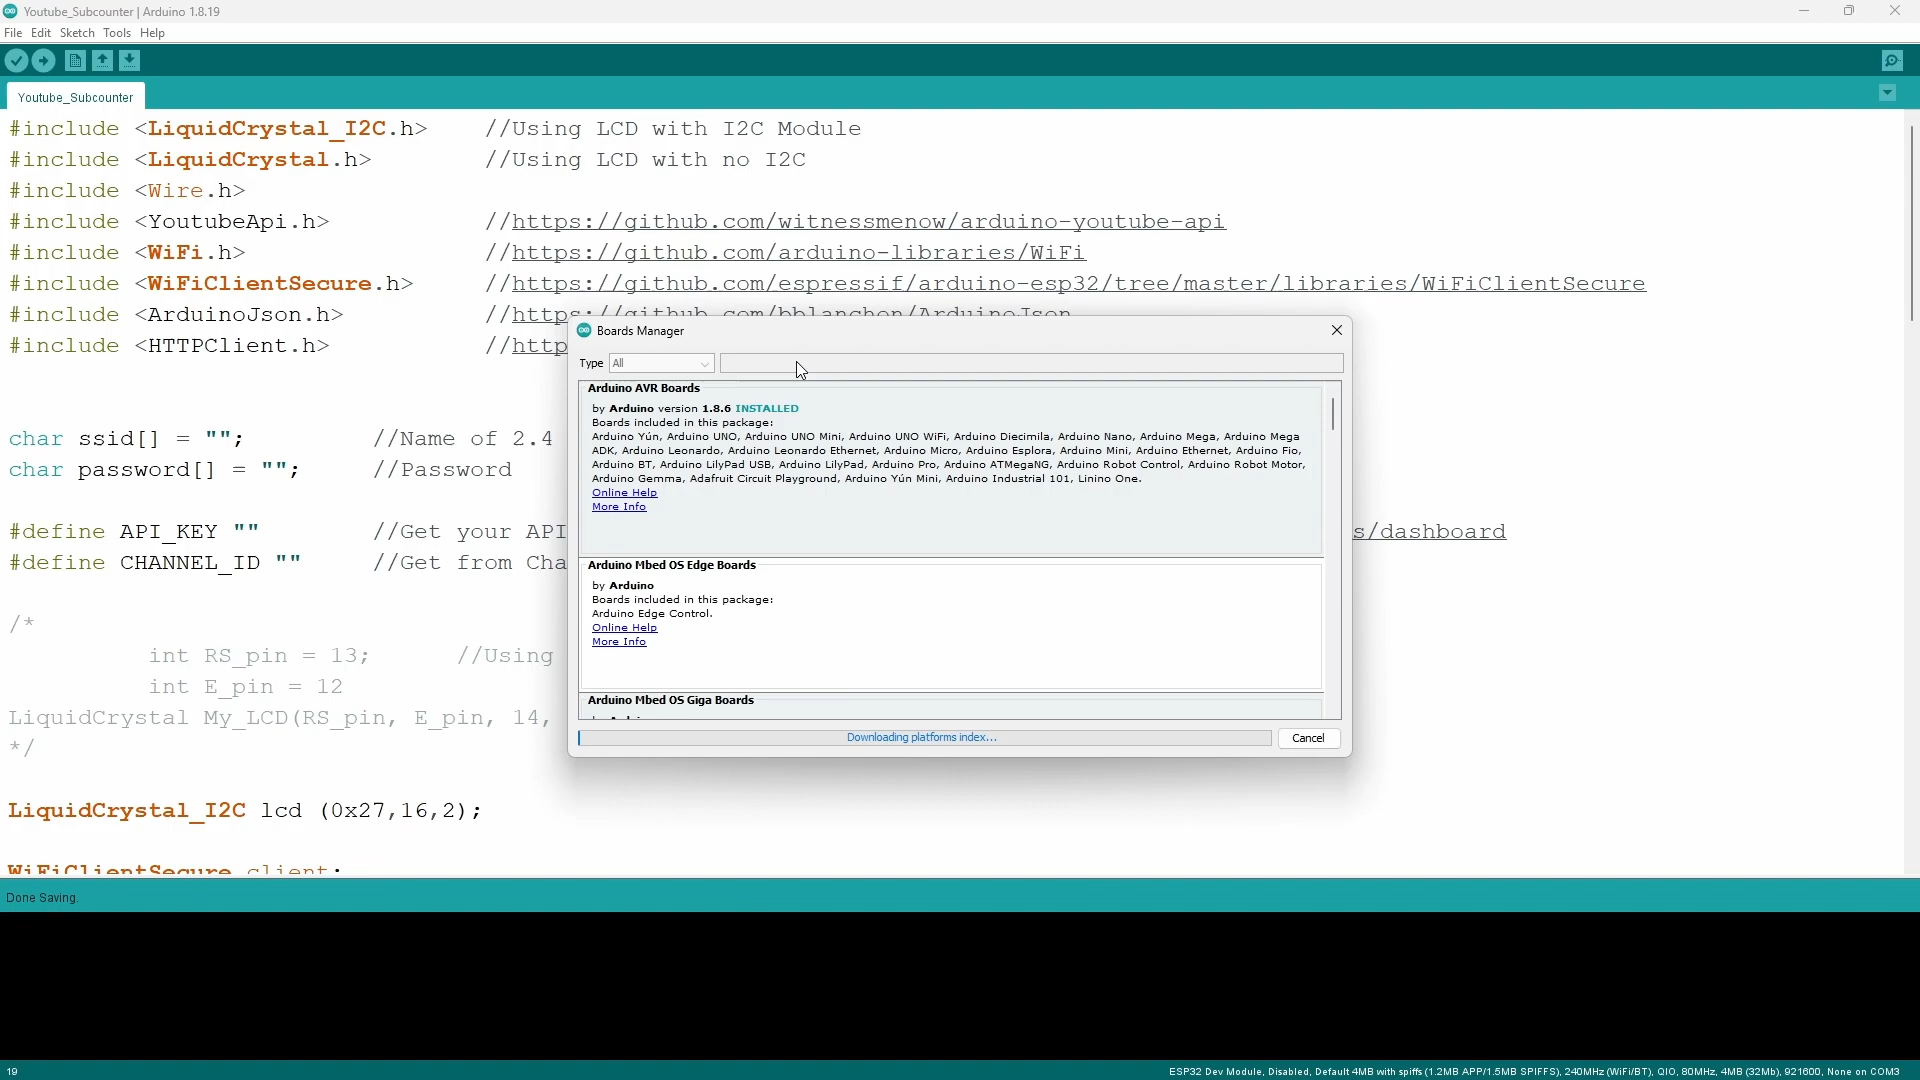 Youtube_Subcounter | Arduino 1.8.19
File Edit Sketch Tools Help
Youtube_Subcounter
#include <LiquidCrystal_I2C.h> //Using LCD with I2C Module
#include <LiquidCrystal.h> //Using LCD with no I2C
#include <Wire.h>
#include <YoutubeApi.h> //https://github.com/witnessmenow/arduino-youtube-api
#include <WiFi.h> //https://github.com/arduino-libraries/WiFi
#include <WiFiClientSecure.h> //https://github.com/espressif/arduino-esp32/tree/master/libraries/WiFiClientSecure
#include <ArduinoJson.h> //https://github.com/bblanchon/ArduinoJson
#include <HTTPClient.h> //http
char ssid[] = ""; //Name of 2.4
char password[] = ""; //Password
#define API_KEY "" //Get your API s/dashboard
#define CHANNEL_ID "" //Get from Cha
/*
int RS_pin = 13; //Using
int E_pin = 12
LiquidCrystal My_LCD(RS_pin, E_pin, 14,
*/
LiquidCrystal_I2C lcd (0x27,16,2);
WiFiClientSecure client;
Boards Manager
Type All
Arduino AVR Boards
by Arduino version 1.8.6 INSTALLED
Boards included in this package:
Arduino Yún, Arduino UNO, Arduino UNO Mini, Arduino UNO WiFi, Arduino Diecimila, Arduino Nano, Arduino Mega, Arduino Mega
ADK, Arduino Leonardo, Arduino Leonardo Ethernet, Arduino Micro, Arduino Esplora, Arduino Mini, Arduino Ethernet, Arduino Fio,
Arduino BT, Arduino LilyPad USB, Arduino LilyPad, Arduino Pro, Arduino ATMegaNG, Arduino Robot Control, Arduino Robot Motor,
Arduino Gemma, Adafruit Circuit Playground, Arduino Yún Mini, Arduino Industrial 101, Linino One.
Online Help
More Info
Arduino Mbed OS Edge Boards
by Arduino
Boards included in this package:
Arduino Edge Control.
Online Help
More Info
Arduino Mbed OS Giga Boards
Downloading platforms index...
Cancel
Done Saving.
19
ESP32 Dev Module, Disabled, Default 4MB with spiffs (1.2MB APP/1.5MB SPIFFS), 240MHz (WiFi/BT), QIO, 80MHz, 4MB (32Mb), 921600, None on COM3